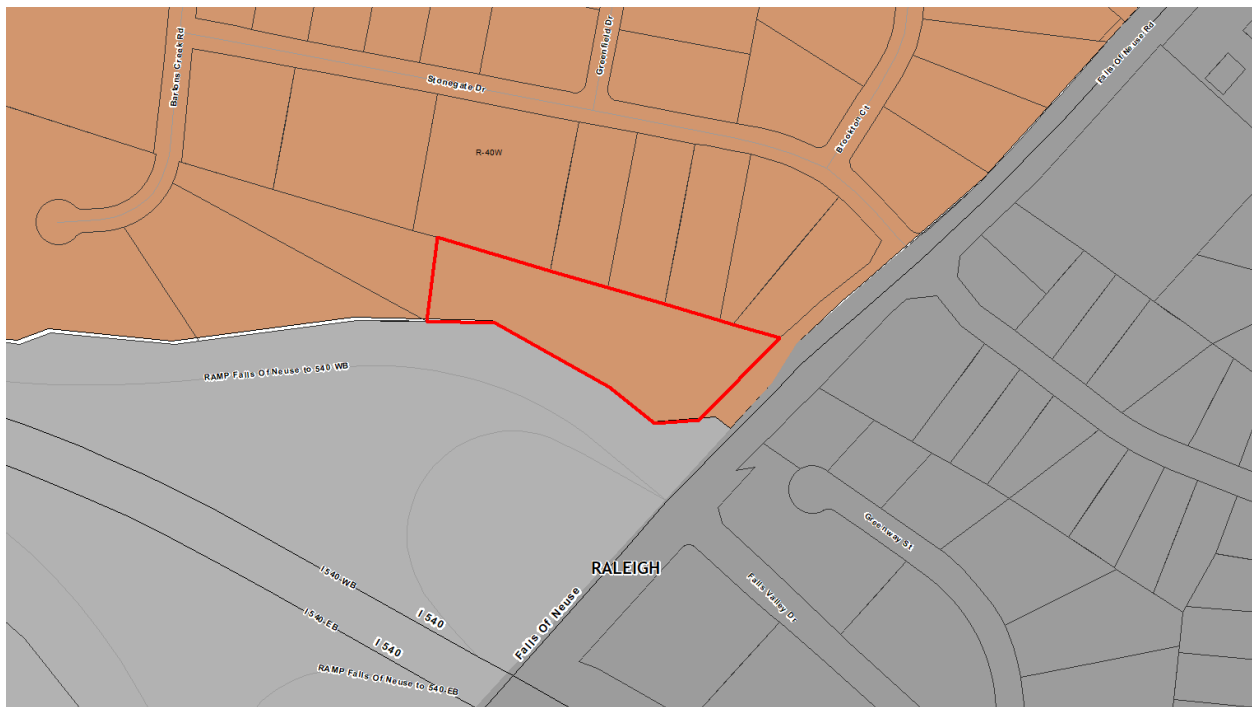 Bartons Creek Rd
Greenfield Dr
Falls Of Neuse Rd
Stonegate Dr
Brookton Ct
R-40W
RAMP Falls Of Neuse to 540 WB
Greenway St
I 540-WB
RALEIGH
Falls Valley Dr
I 540
I 540-EB
I 540
Falls Of Neuse
RAMP Falls Of Neuse to 540-EB